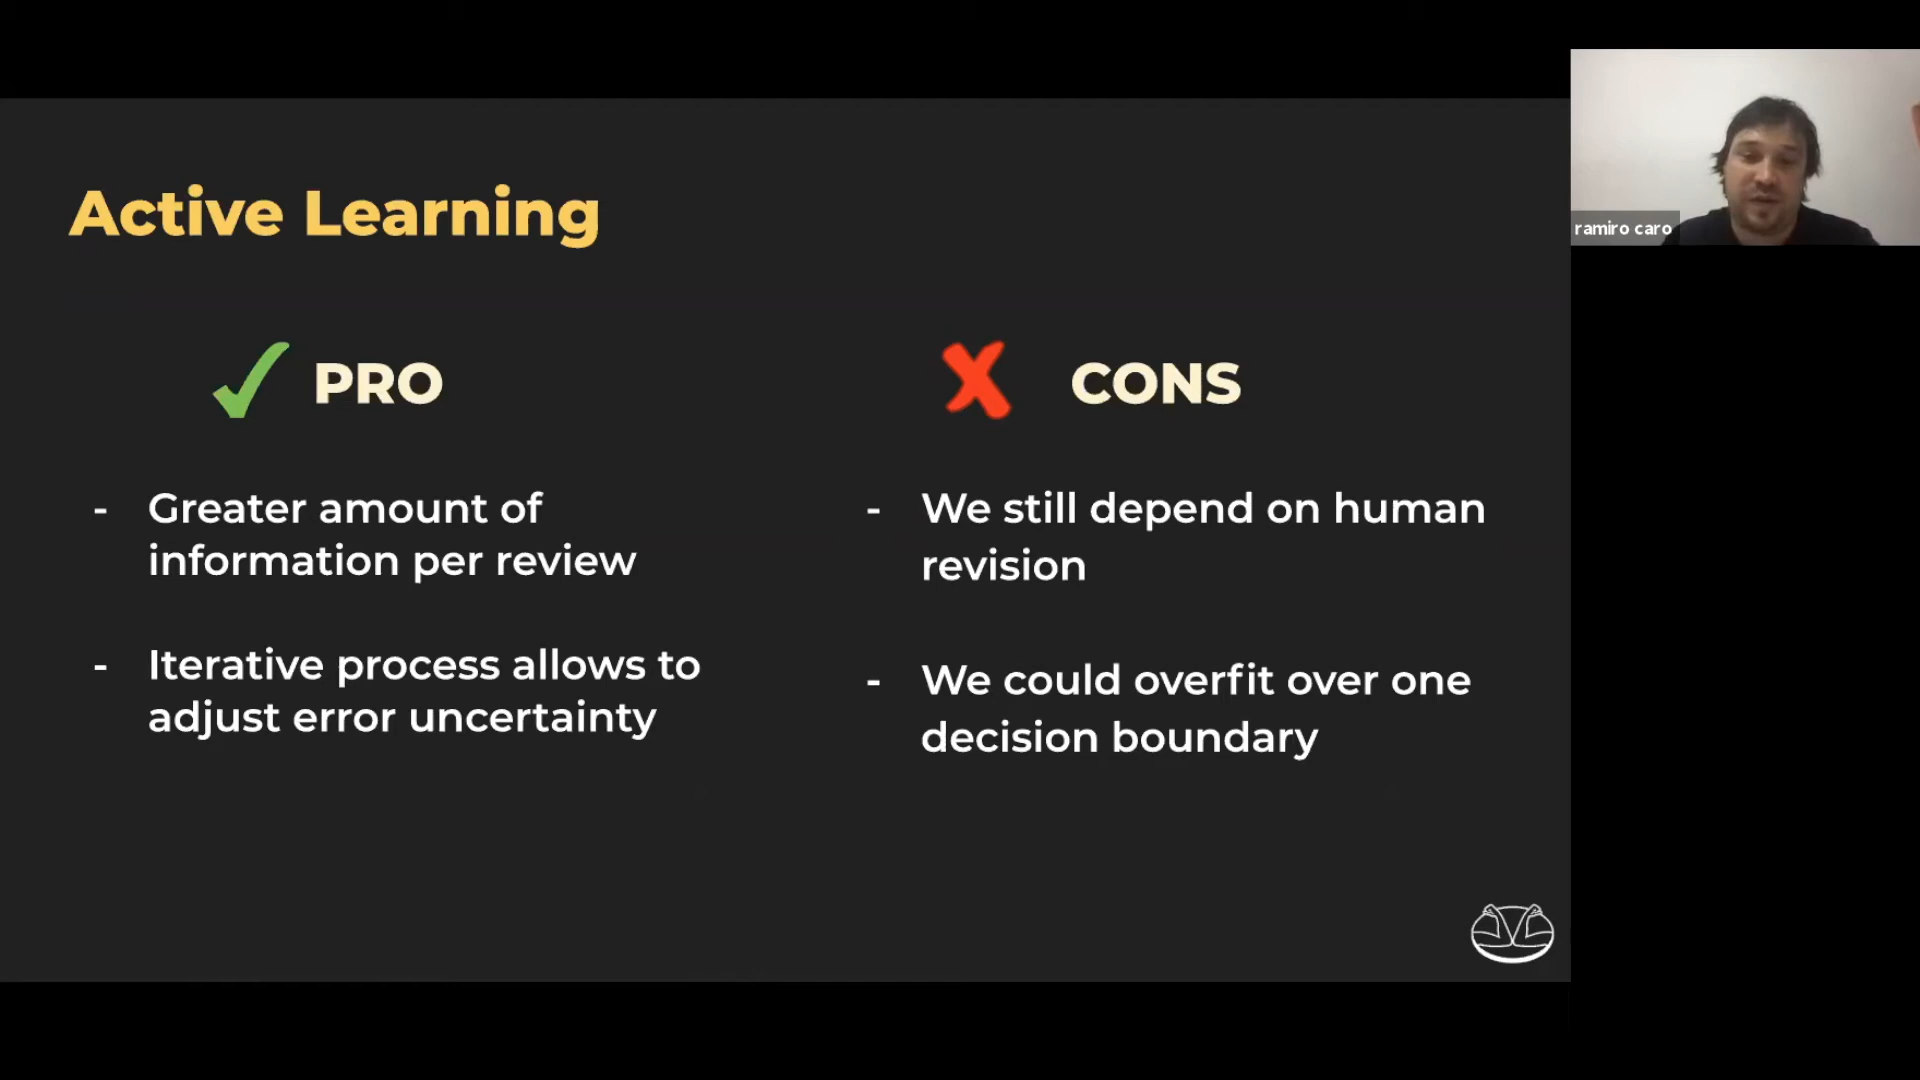 Active Learning
PRO
- Greater amount of
information per review
- Iterative process allows to
adjust error uncertainty
CONS
- We still depend on human
revision
- We could overfit over one
decision boundary
ramiro caro